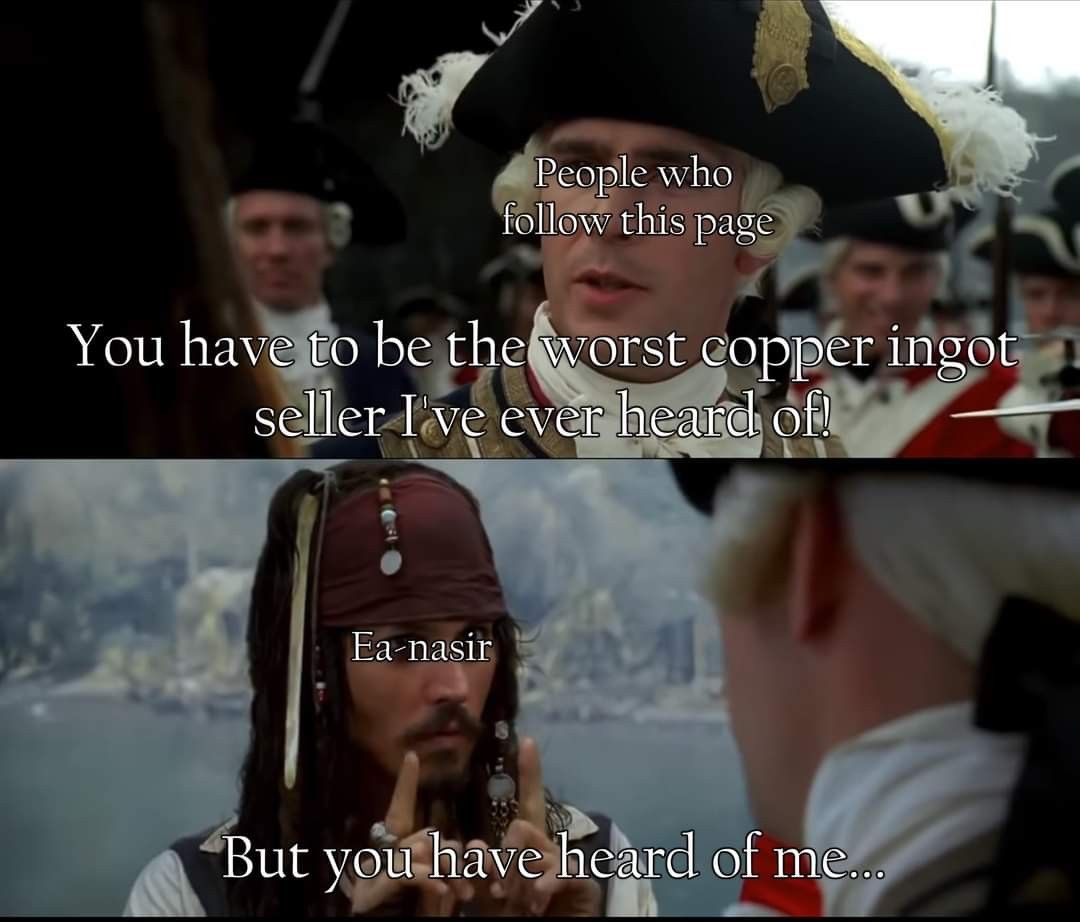 People who
follow this page
You have to be the worst copper ingot
seller I've ever heard of!
Ea-nasir
But you have heard of me...